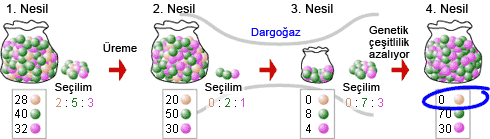 1. Nesil
2. Nesil
3. Nesil
4. Nesil
Dargoğaz
Genetik
çeşitlilik
azalıyor
Üreme
Seçilim
2 : 5 : 3
Seçilim
0 : 2 : 1
Seçilim
0 : 7 : 3
28
40
32
20
50
30
0
8
4
0
70
30